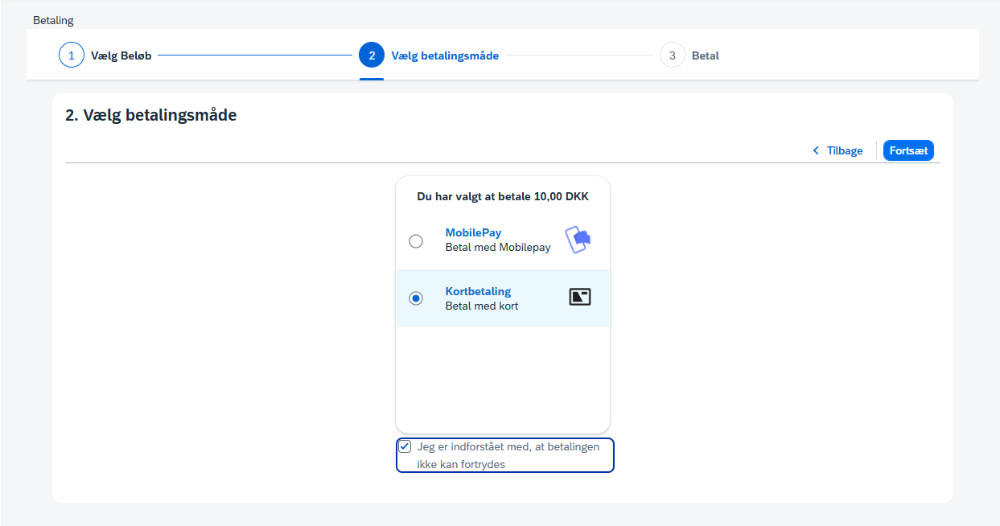 Betaling
1 Vælg Beløb 2 Vælg betalingsmåde 3 Betal
2. Vælg betalingsmåde
Tilbage Fortsæt
Du har valgt at betale 10,00 DKK
MobilePay
Betal med Mobilepay
Kortbetaling
Betal med kort
Jeg er indforstået med, at betalingen
ikke kan fortrydes